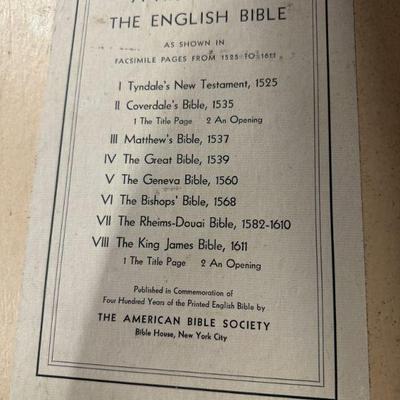 THE ENGLISH BIBLE
AS SHOWN IN
FACSIMILE PAGES FROM 1525 TO 1611
I Tyndale's New Testament, 1525
II Coverdale's Bible, 1535
1 The Title Page 2 An Opening
III Matthew's Bible, 1537
IV The Great Bible, 1539
V The Geneva Bible, 1560
VI The Bishops' Bible, 1568
VII The Rheims-Douai Bible, 1582-1610
VIII The King James Bible, 1611
1 The Title Page 2 An Opening
Published in Commemoration of
Four Hundred Years of the Printed English Bible by
THE AMERICAN BIBLE SOCIETY
Bible House, New York City